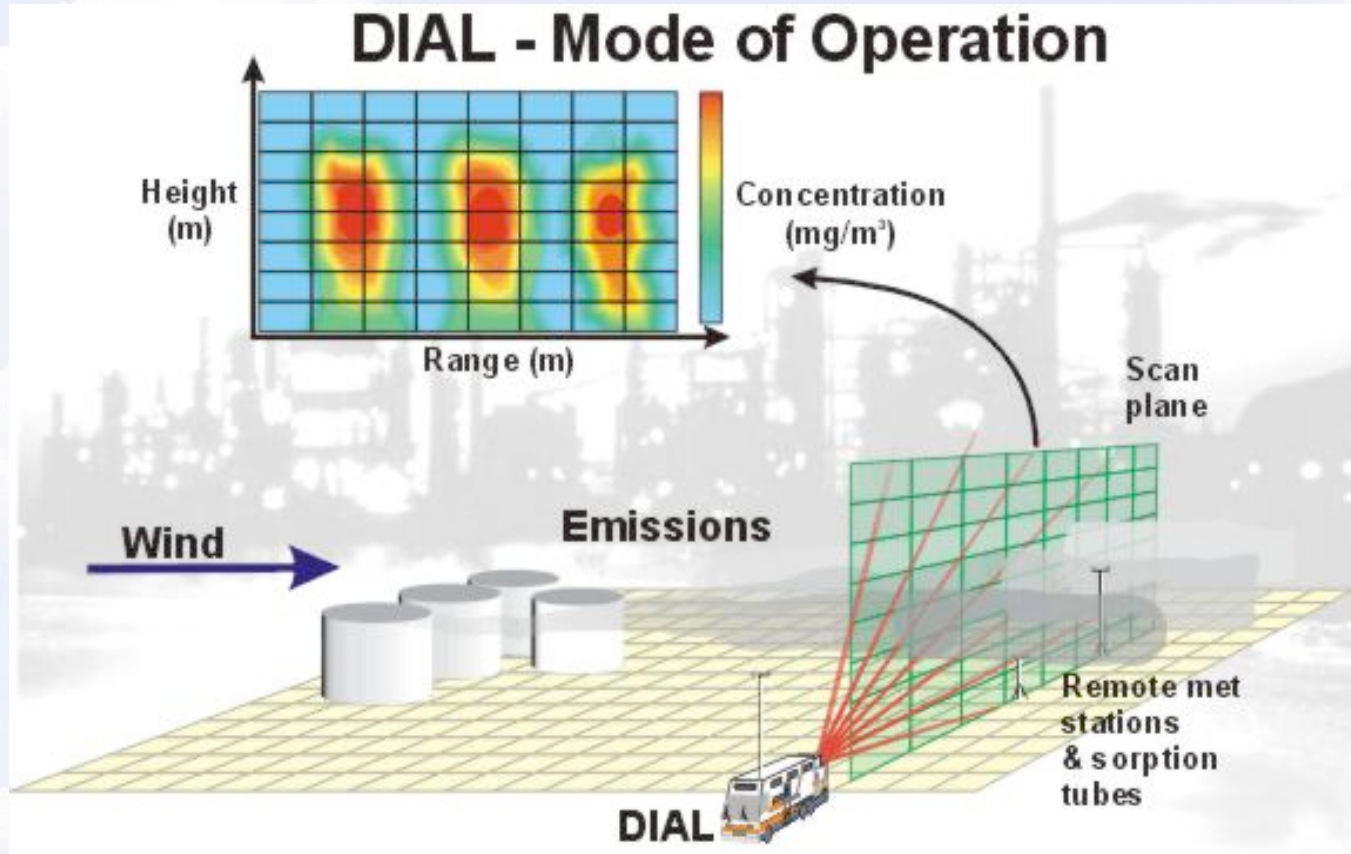 DIAL - Mode of Operation
Height
(m)
Concentration
(mg/m³)
Range (m)
Scan
plane
Wind
Emissions
Remote met
stations
& sorption
tubes
DIAL